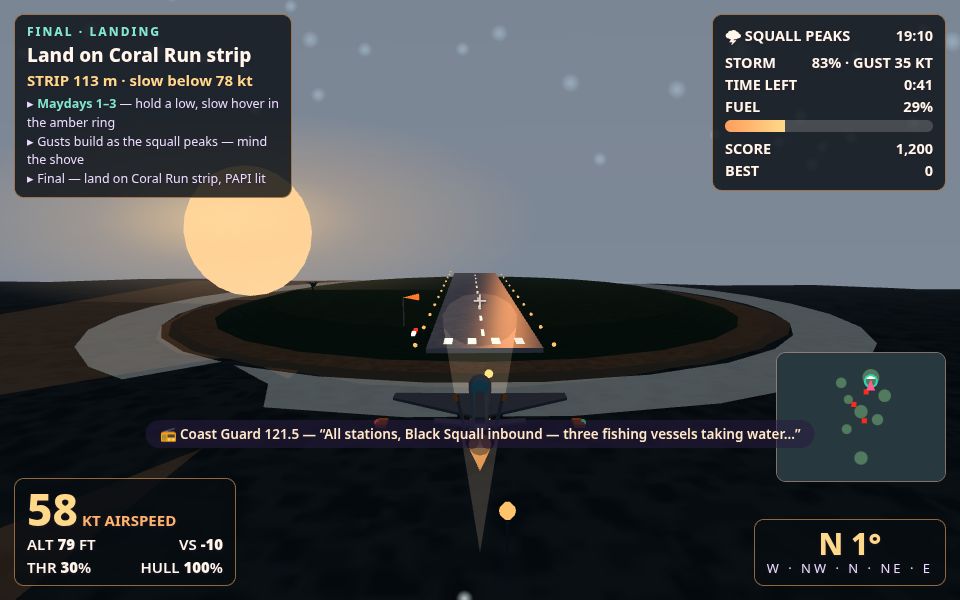 FINAL · LANDING
Land on Coral Run strip
STRIP 113 m · slow below 78 kt
▸ Maydays 1–3 — hold a low, slow hover in
the amber ring
▸ Gusts build as the squall peaks — mind
the shove
▸ Final — land on Coral Run strip, PAPI lit
🌩 SQUALL PEAKS 19:10
STORM 83% · GUST 35 KT
TIME LEFT 0:41
FUEL 29%
SCORE 1,200
BEST 0
📻 Coast Guard 121.5 — “All stations, Black Squall inbound — three fishing vessels taking water…”
58 KT AIRSPEED
ALT 79 FT VS -10
THR 30% HULL 100%
N 1°
W · NW · N · NE · E